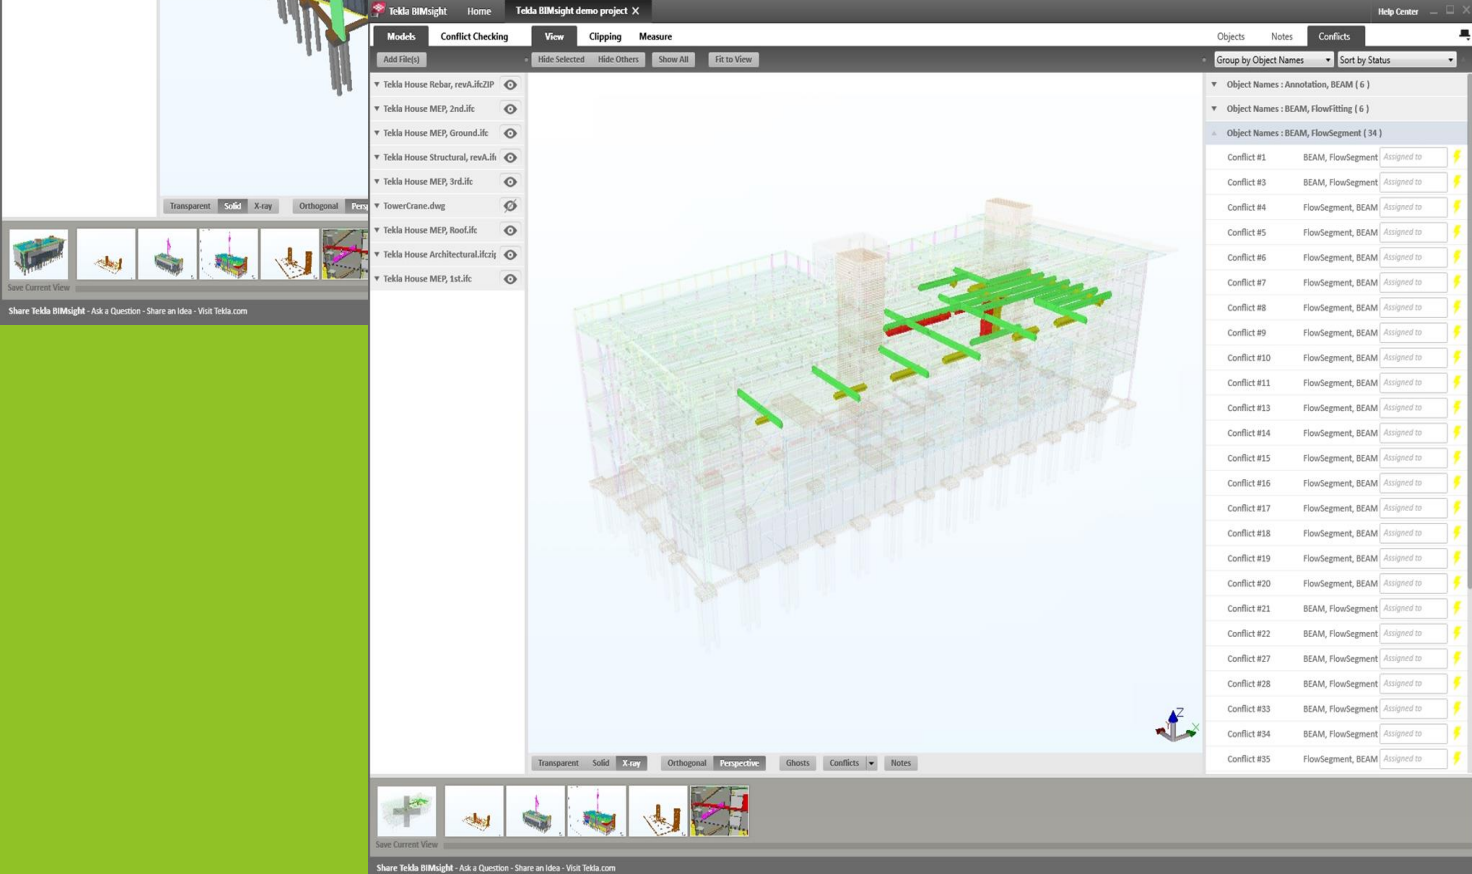 Transparent Solid X-ray Orthogonal
Save Current View
Share Tekla BIMsight - Ask a Question - Share an Idea - Visit Tekla.com
Tekla BIMsight Home Tekla BIMsight demo project X Help Center
Models Conflict Checking View Clipping Measure Objects Notes Conflicts
Add File(s) Hide Selected Hide Others Show All Fit to View Group by Object Names Sort by Status
Tekla House Rebar, revA.ifcZIP
Tekla House MEP, 2nd.ifc
Tekla House MEP, Ground.ifc
Tekla House Structural, revA.ifc
Tekla House MEP, 3rd.ifc
TowerCrane.dwg
Tekla House MEP, Roof.ifc
Tekla House Architectural.ifczip
Tekla House MEP, 1st.ifc
Object Names : Annotation, BEAM ( 6 )
Object Names : BEAM, FlowFitting ( 6 )
Object Names : BEAM, FlowSegment ( 34 )
Conflict #1 BEAM, FlowSegment Assigned to
Conflict #3 BEAM, FlowSegment Assigned to
Conflict #4 FlowSegment, BEAM Assigned to
Conflict #5 FlowSegment, BEAM Assigned to
Conflict #6 FlowSegment, BEAM Assigned to
Conflict #7 FlowSegment, BEAM Assigned to
Conflict #8 FlowSegment, BEAM Assigned to
Conflict #9 FlowSegment, BEAM Assigned to
Conflict #10 FlowSegment, BEAM Assigned to
Conflict #11 FlowSegment, BEAM Assigned to
Conflict #13 FlowSegment, BEAM Assigned to
Conflict #14 FlowSegment, BEAM Assigned to
Conflict #15 FlowSegment, BEAM Assigned to
Conflict #16 FlowSegment, BEAM Assigned to
Conflict #17 FlowSegment, BEAM Assigned to
Conflict #18 FlowSegment, BEAM Assigned to
Conflict #19 FlowSegment, BEAM Assigned to
Conflict #20 FlowSegment, BEAM Assigned to
Conflict #21 BEAM, FlowSegment Assigned to
Conflict #22 BEAM, FlowSegment Assigned to
Conflict #27 BEAM, FlowSegment Assigned to
Conflict #28 BEAM, FlowSegment Assigned to
Conflict #33 BEAM, FlowSegment Assigned to
Conflict #34 BEAM, FlowSegment Assigned to
Conflict #35 BEAM, FlowSegment Assigned to
Z
X
Transparent Solid X-ray Orthogonal Perspective Ghosts Conflicts Notes
Save Current View
Share Tekla BIMsight - Ask a Question - Share an Idea - Visit Tekla.com